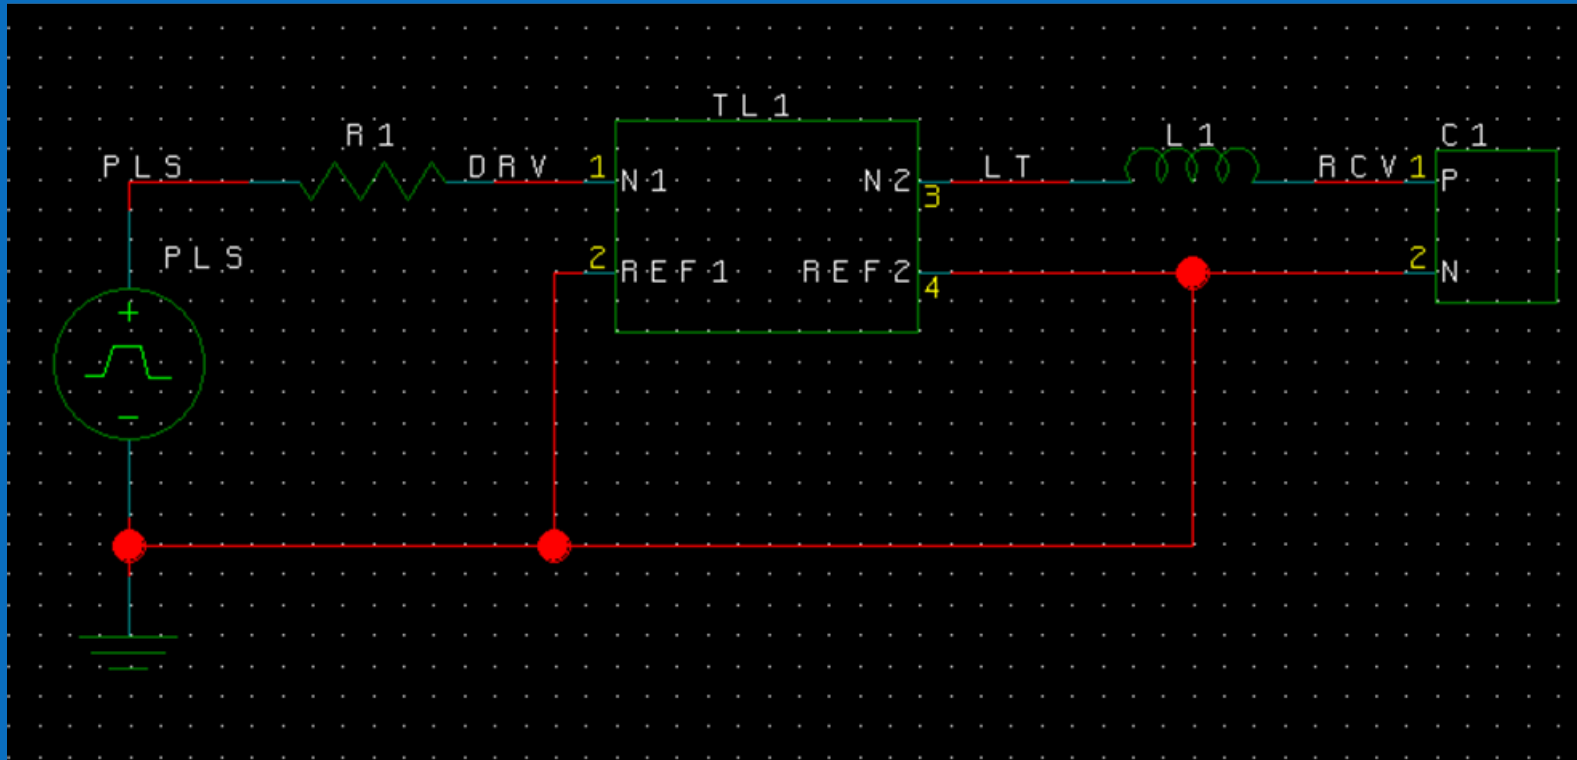 TL1
R1 L1 C1
PLS DRV 1 LT RCV 1
N1 N2 P
3
PLS 2 2
REF1 REF2 N
4